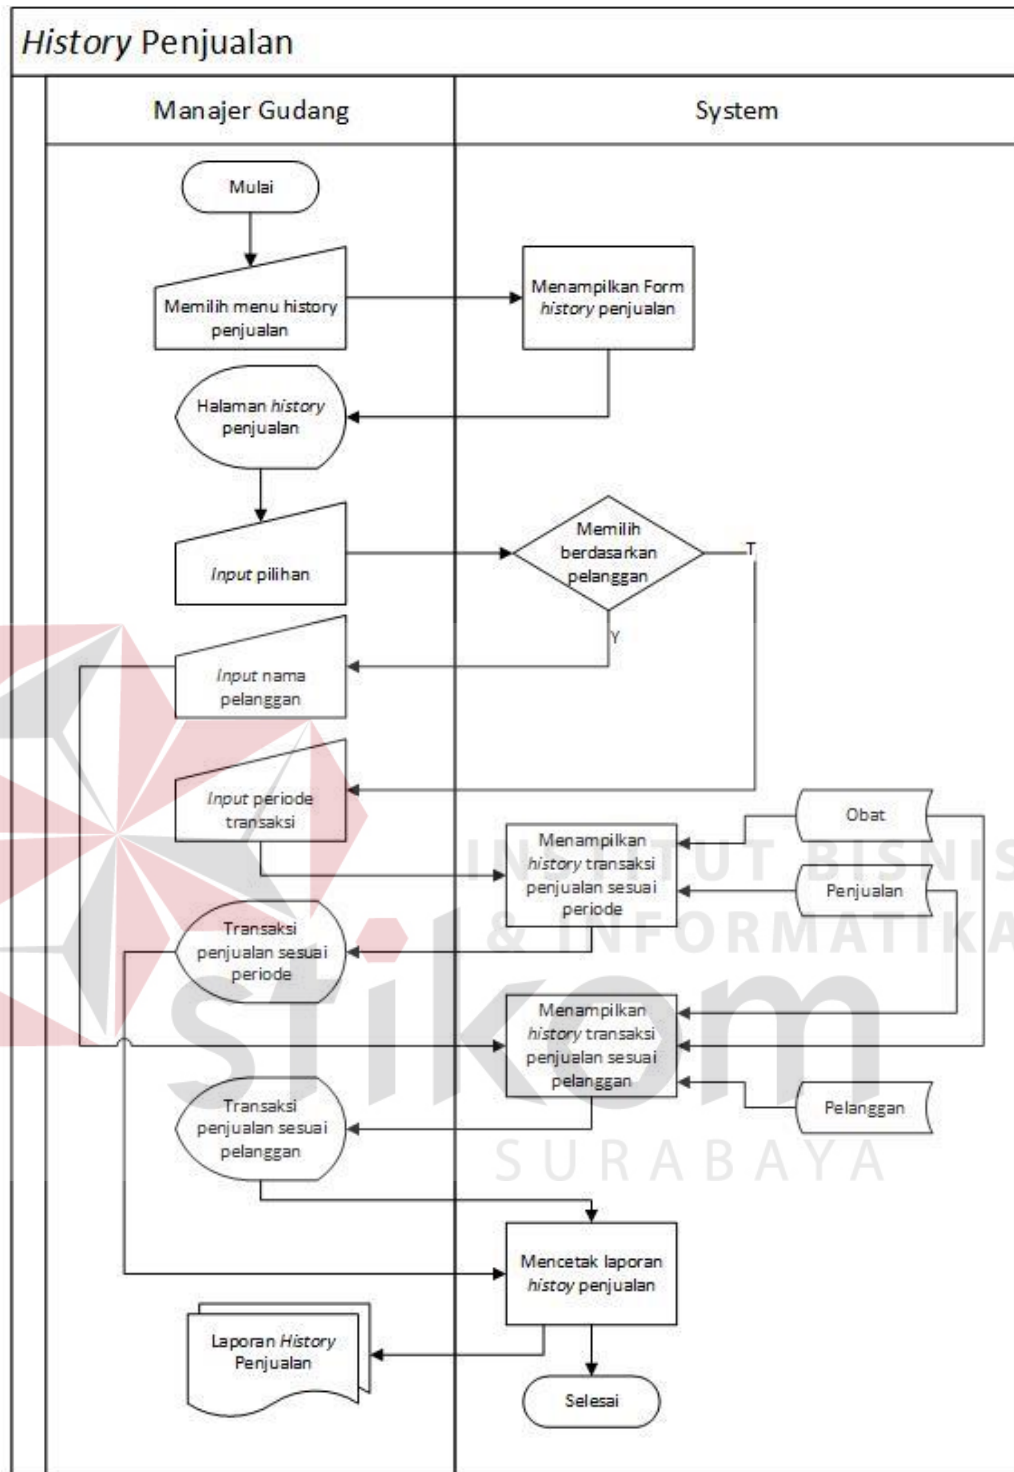 History Penjualan
Manajer Gudang
System
Mulai
Memilih menu history
penjualan
Menampilkan Form
history penjualan
Halaman history
penjualan
Input pilihan
Memilih
berdasarkan
pelanggan
T
Y
Input nama
pelanggan
Input periode
transaksi
Menampilkan
history transaksi
penjualan sesuai
periode
Obat
Penjualan
Transaksi
penjualan sesuai
periode
Menampilkan
history transaksi
penjualan sesuai
pelanggan
Pelanggan
Transaksi
penjualan sesuai
pelanggan
Mencetak laporan
histoy penjualan
Laporan History
Penjualan
Selesai
INSTITUT BISNIS
& INFORMATIKA
stikom
SURABAYA